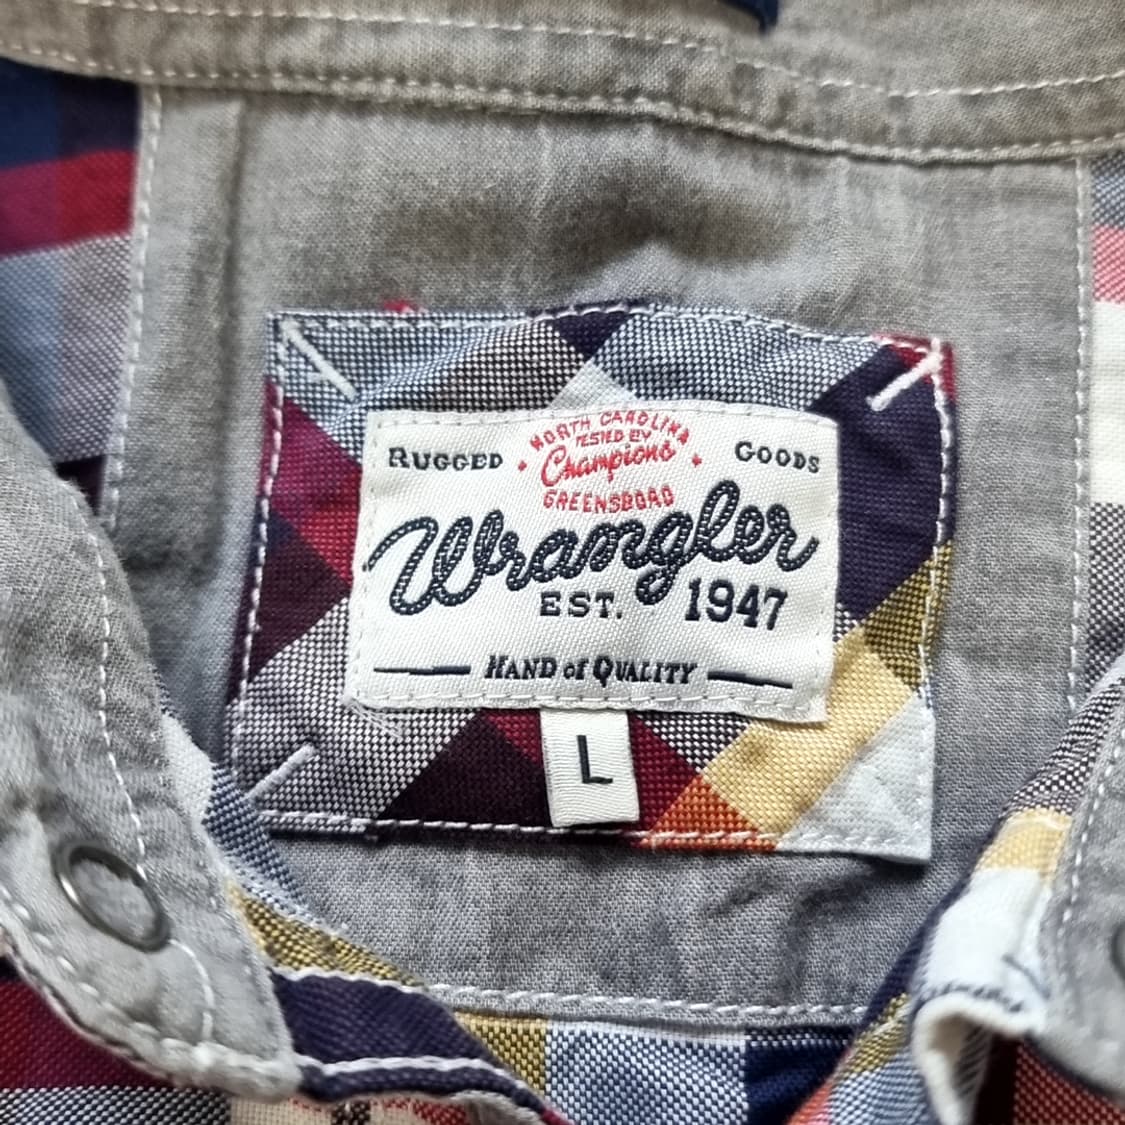 NORTH CAROLINA
TESTED BY
RUGGED Champions GOODS
GREENSBORO
Wrangler
EST. 1947
HAND of QUALITY
L